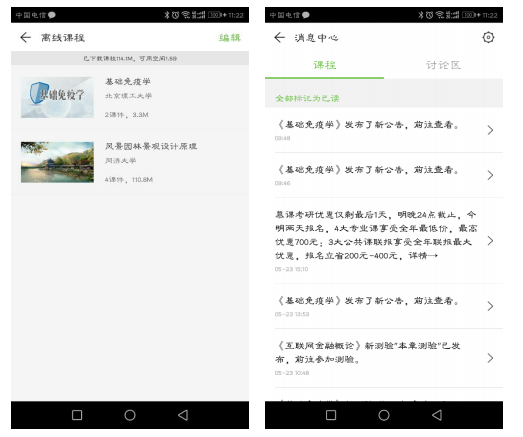 中国电信
11:22
离线课程
编辑
已下载课程114.1M，可用空间1.9G
基础免疫学
基础免疫学
北京理工大学
2课件，3.3M
风景园林景观设计原理
同济大学
4课件，110.8M
中国电信
11:22
消息中心
课程
讨论区
全部标记为已读
《基础免疫学》发布了新公告，前往查看。
09:48
《基础免疫学》发布了新公告，前往查看。
09:46
慕课考研优惠仅剩最后1天，明晚24点截止，今
明两天报名，4大专业课享受全年最低价，最高
优惠700元；3大公共课联报享受全年联报最大
优惠，报名立省200元-400元，详情→
05-23 15:10
《基础免疫学》发布了新公告，前往查看。
05-23 13:53
《互联网金融概论》新测验"本章测验"已发
布，前往参加测验。
05-23 10:48